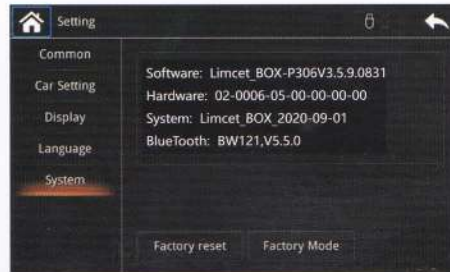 Setting
Common
Car Setting
Display
Language
System
Software: Limcet_BOX-P306V3.5.9.0831
Hardware: 02-0006-05-00-00-00-00
System: Limcet_BOX_2020-09-01
BlueTooth: BW121,V5.5.0
Factory reset
Factory Mode